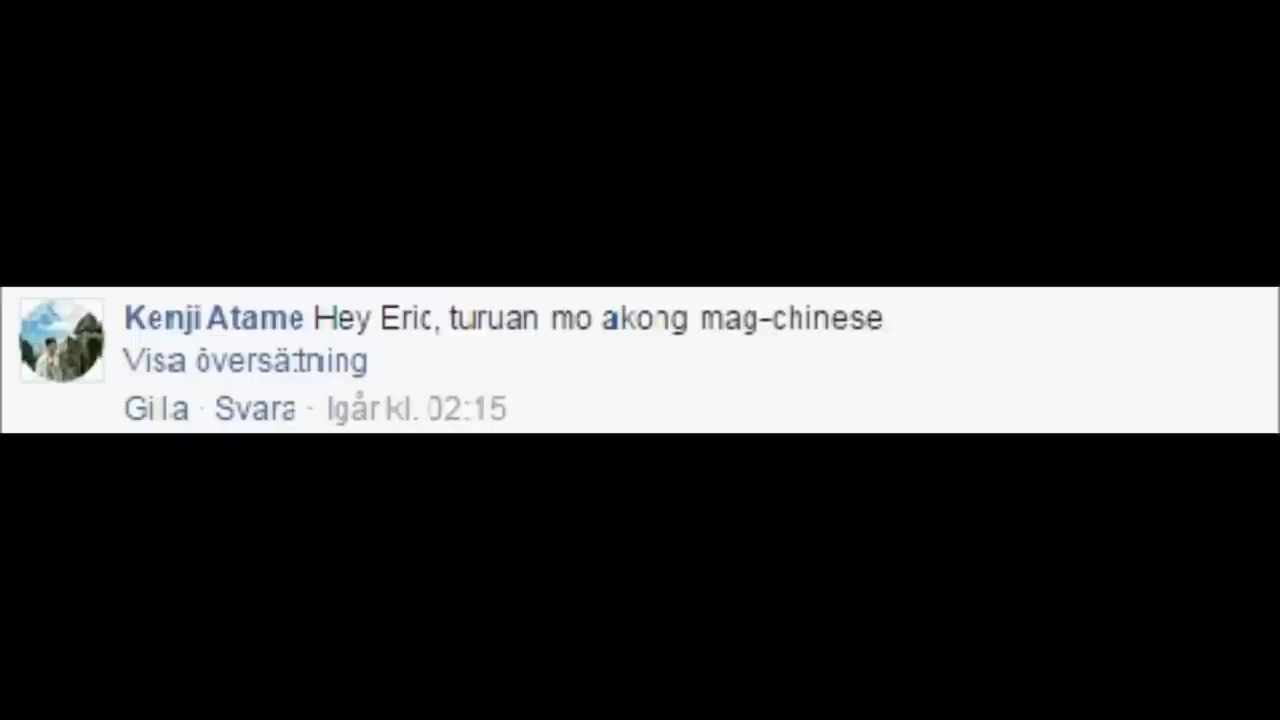 Kenji Atame Hey Eric, turuan mo akong mag-chinese
Visa översättning
Gilla · Svara · Igår kl. 02:15